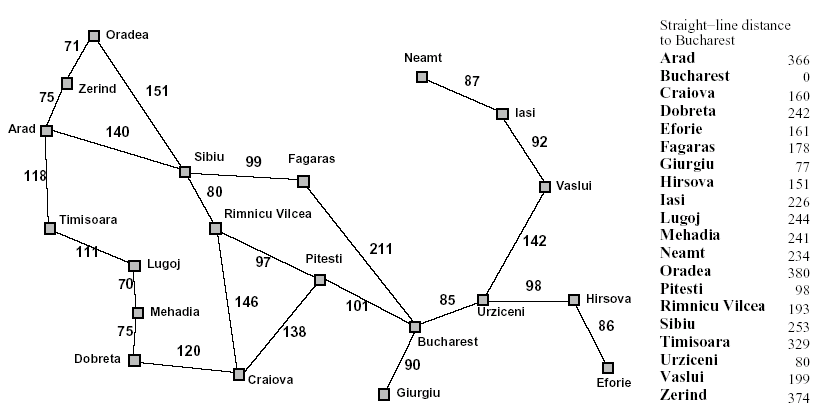 Straight-line distance
to Bucharest
Arad 366
Bucharest 0
Craiova 160
Dobreta 242
Eforie 161
Fagaras 178
Giurgiu 77
Hirsova 151
Iasi 226
Lugoj 244
Mehadia 241
Neamt 234
Oradea 380
Pitesti 98
Rimnicu Vilcea 193
Sibiu 253
Timisoara 329
Urziceni 80
Vaslui 199
Zerind 374
Oradea
71
Neamt
87
Zerind
151
75
Iasi
Arad
140
92
Sibiu
99
Fagaras
118
80
Vaslui
Timisoara
Rimnicu Vilcea
142
111
211
Lugoj
97
Pitesti
70
98
Mehadia
146
101
85
Hirsova
Urziceni
75
138
86
Bucharest
Dobreta
120
90
Craiova
Eforie
Giurgiu